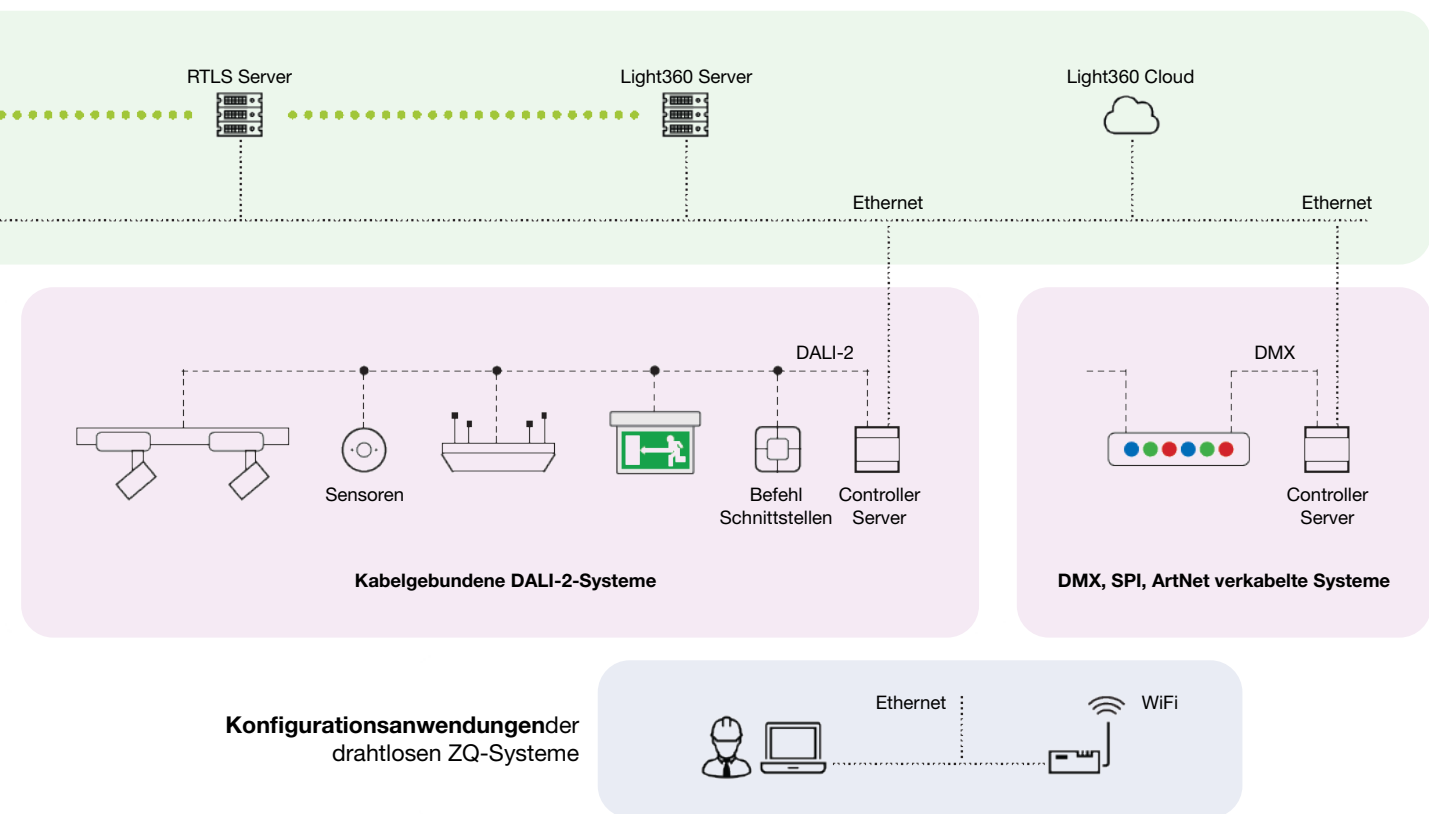 RTLS Server
Light360 Server
Light360 Cloud
Ethernet
Ethernet
DALI-2
DMX
Sensoren
Befehl
Schnittstellen
Controller
Server
Controller
Server
Kabelgebundene DALI-2-Systeme
DMX, SPI, ArtNet verkabelte Systeme
Konfigurationsanwendungender
drahtlosen ZQ-Systeme
Ethernet
WiFi